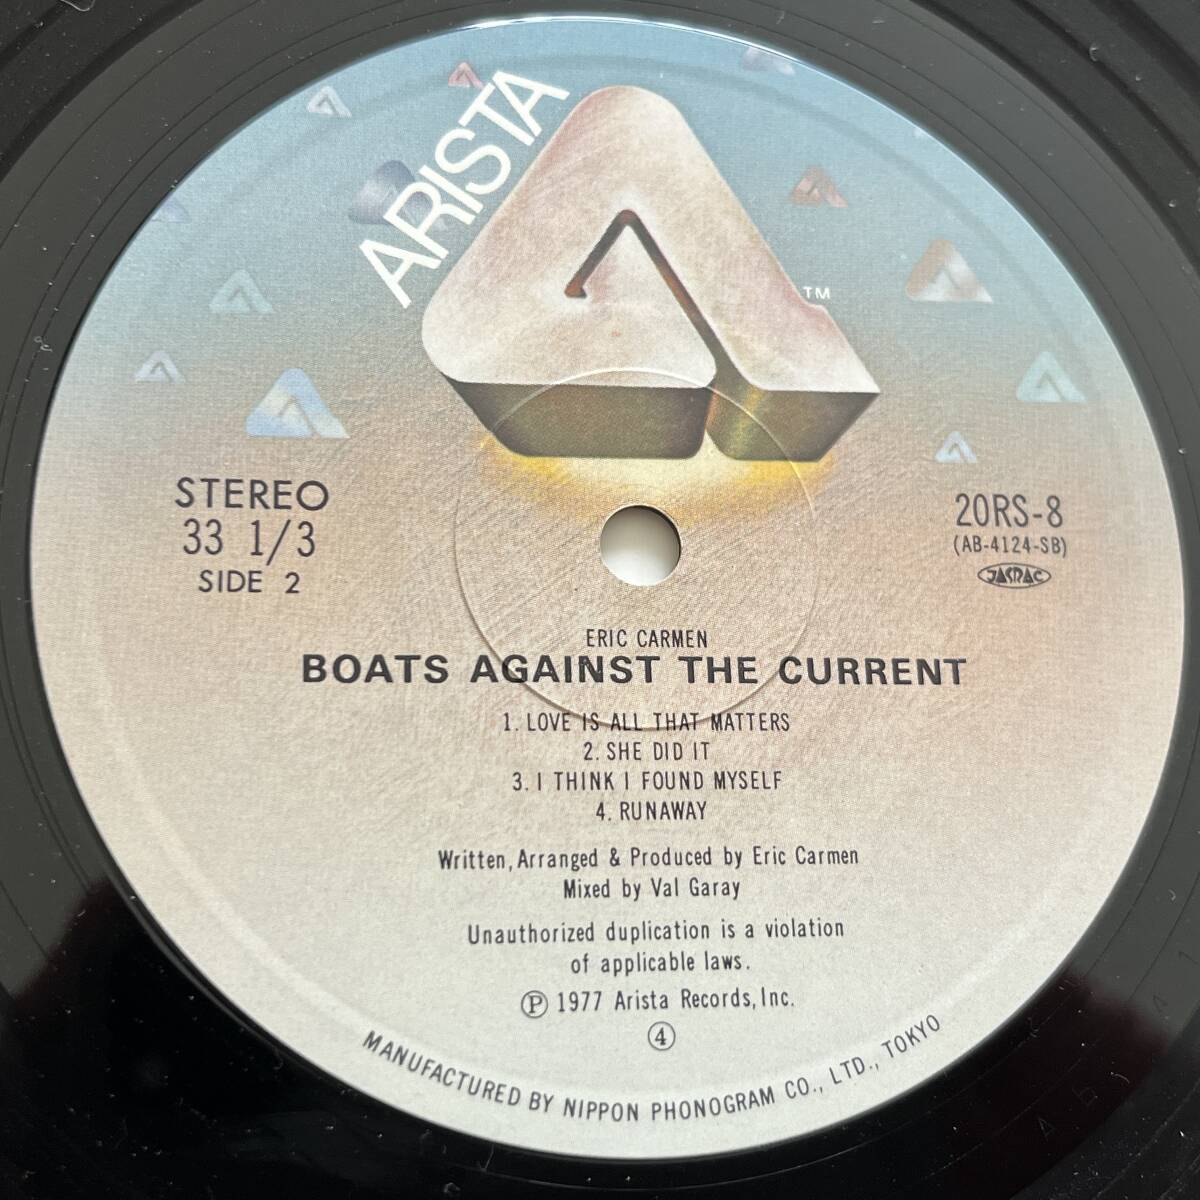 ARISTA
TM
STEREO
33 1/3
SIDE 2
20RS-8
(AB-4124-SB)
JASRAC
ERIC CARMEN
BOATS AGAINST THE CURRENT
1. LOVE IS ALL THAT MATTERS
2. SHE DID IT
3. I THINK I FOUND MYSELF
4. RUNAWAY
Written, Arranged & Produced by Eric Carmen
Mixed by Val Garay
Unauthorized duplication is a violation
of applicable laws.
Ⓟ 1977 Arista Records, Inc.
④
MANUFACTURED BY NIPPON PHONOGRAM CO., LTD., TOKYO